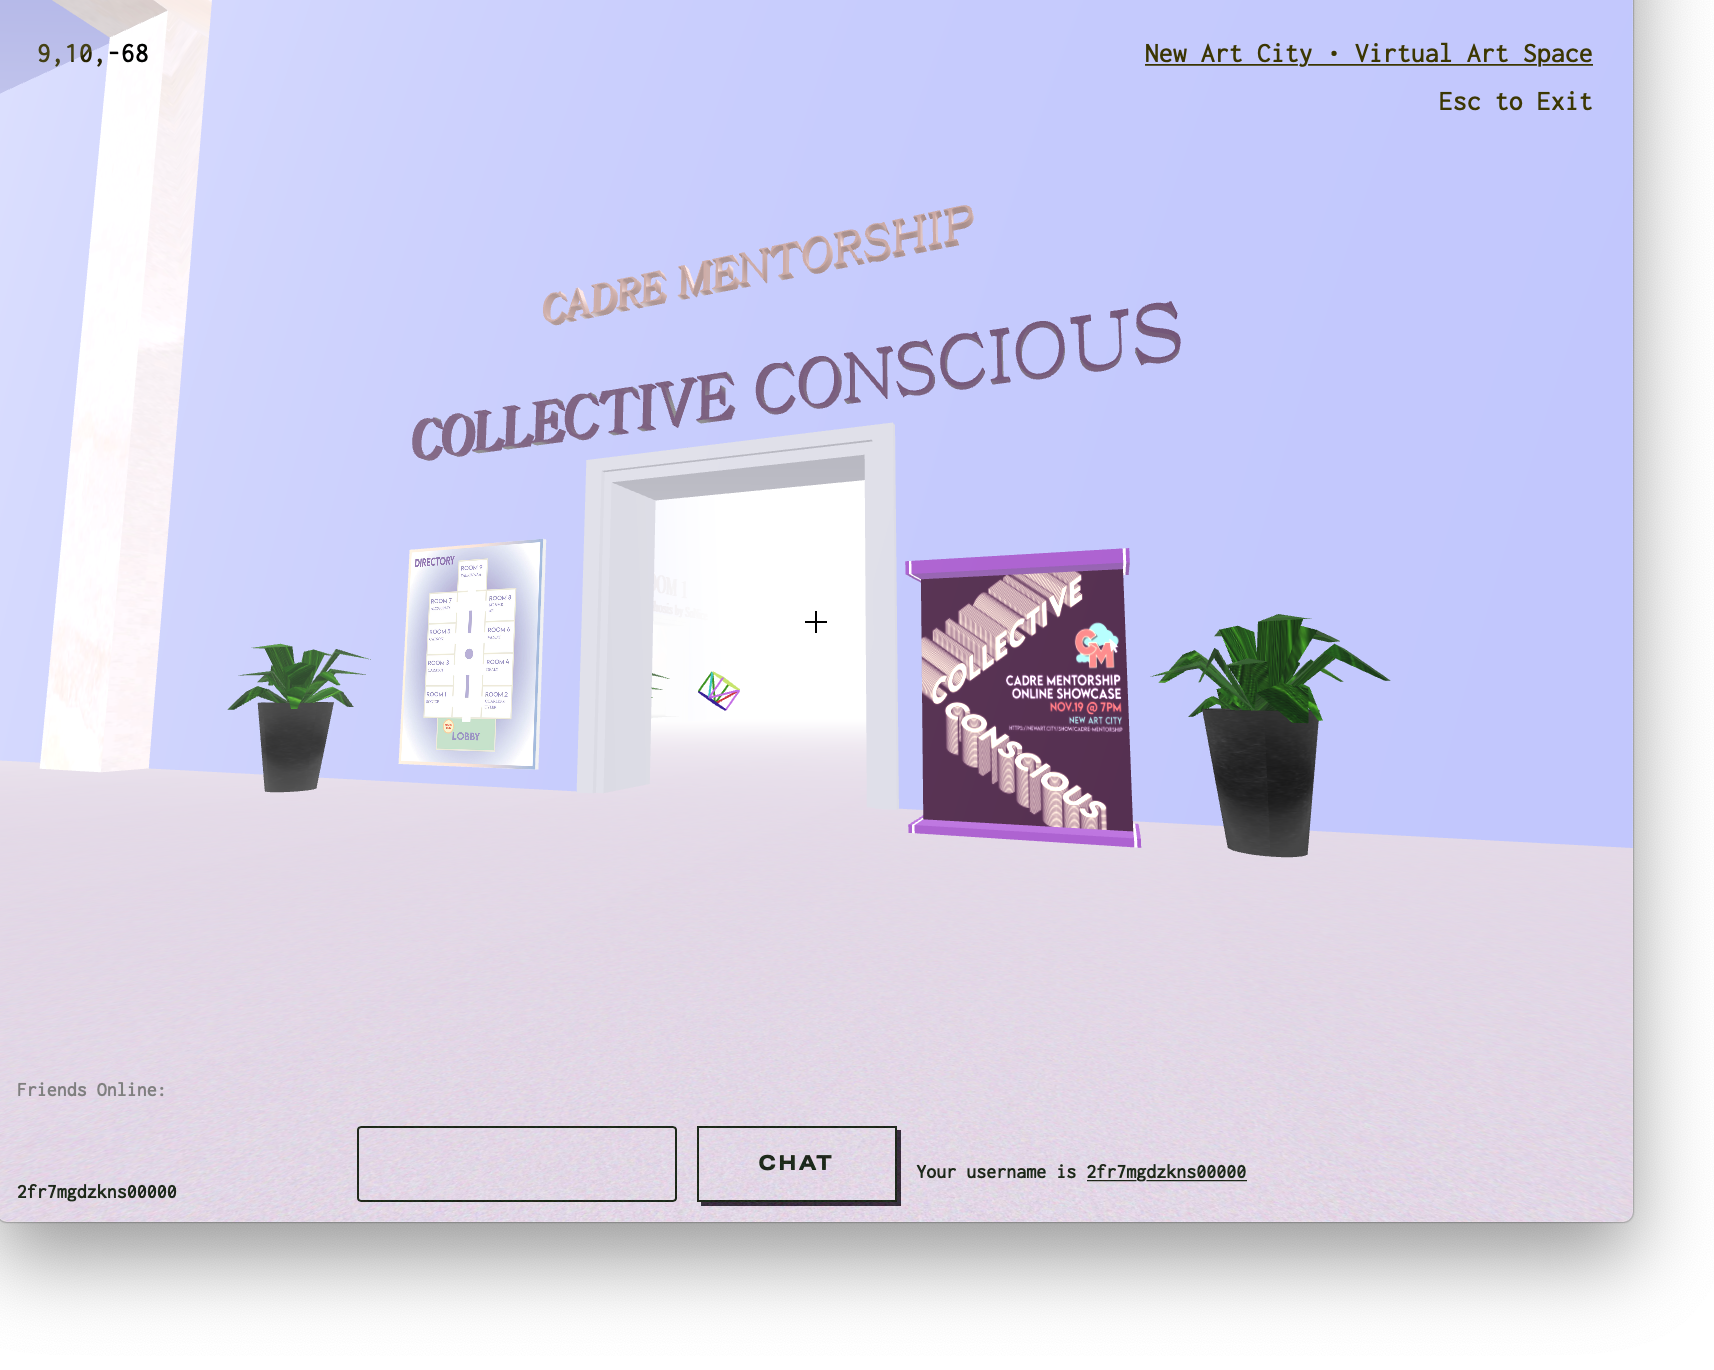 9,10,-68
New Art City • Virtual Art Space
Esc to Exit
CADRE MENTORSHIP
COLLECTIVE CONSCIOUS
DIRECTORY
ROOM 9
ROOM 7
ROOM 8
ROOM 5
ROOM 6
ROOM 3
ROOM 4
ROOM 1
ROOM 2
LOBBY
COLLECTIVE
CM
CADRE MENTORSHIP
ONLINE SHOWCASE
NOV.19 @ 7PM
NEW ART CITY
HTTPS://NEWART.CITY/SHOW/CADRE-MENTORSHIP
CONSCIOUS
Friends Online:
2fr7mgdzkns00000
CHAT
Your username is 2fr7mgdzkns00000